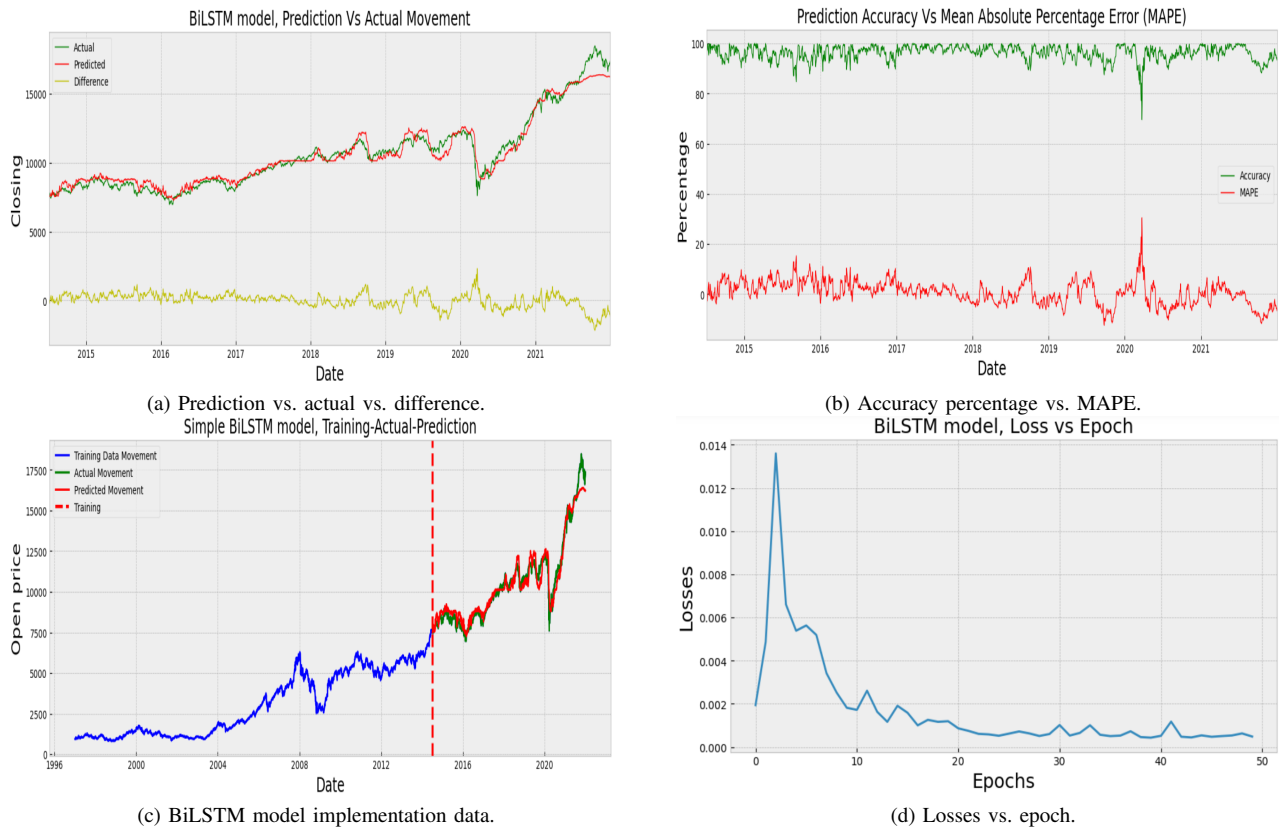 BiLSTM model, Prediction Vs Actual Movement
Actual
Predicted
Difference
15000
10000
5000
0
Closing
2015 2016 2017 2018 2019 2020 2021
Date
(a) Prediction vs. actual vs. difference.
Prediction Accuracy Vs Mean Absolute Percentage Error (MAPE)
100
80
60
40
20
0
Percentage
Accuracy
MAPE
2015 2016 2017 2018 2019 2020 2021
Date
(b) Accuracy percentage vs. MAPE.
Simple BiLSTM model, Training-Actual-Prediction
Training Data Movement
Actual Movement
Predicted Movement
Training
17500
15000
12500
10000
7500
5000
2500
0
Open price
1996 2000 2004 2008 2012 2016 2020
Date
(c) BiLSTM model implementation data.
BiLSTM model, Loss vs Epoch
0.014
0.012
0.010
0.008
0.006
0.004
0.002
0.000
Losses
0 10 20 30 40 50
Epochs
(d) Losses vs. epoch.